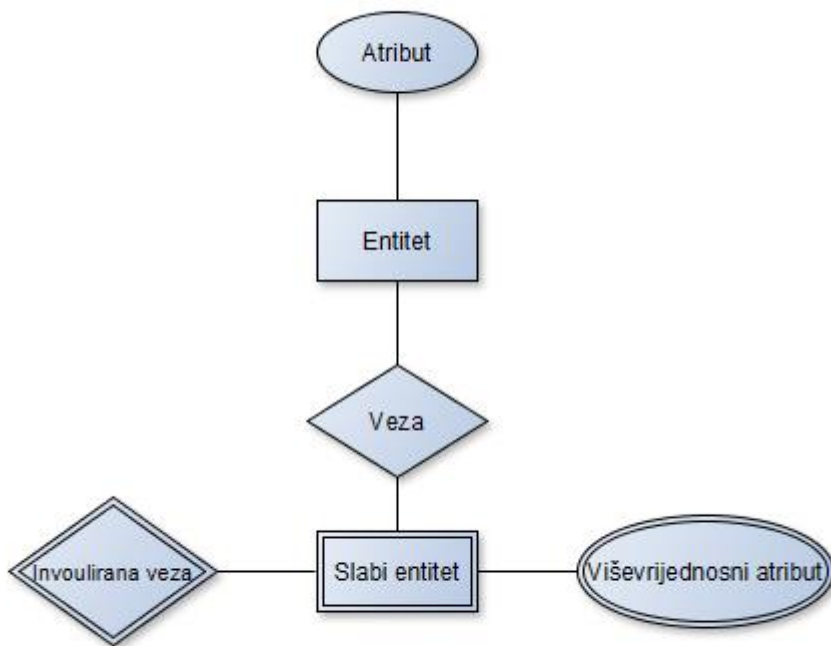 Atribut
Entitet
Veza
Invoulirana veza
Slabi entitet
Viševrijednosni atribut